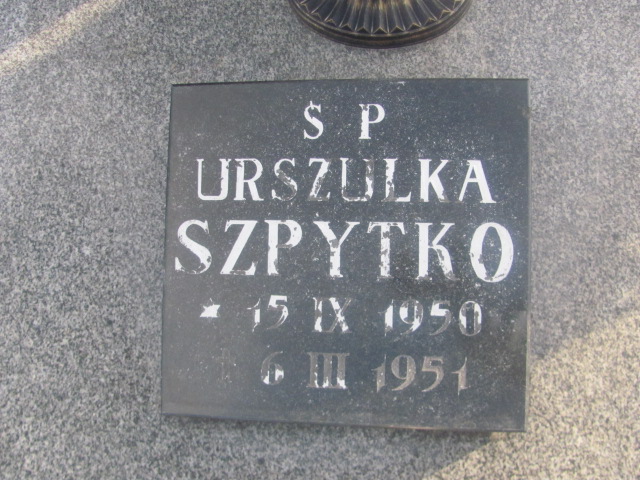 S P
URSZULKA
SZPYTKO
* 15 IX 1950
† 6 III 1951